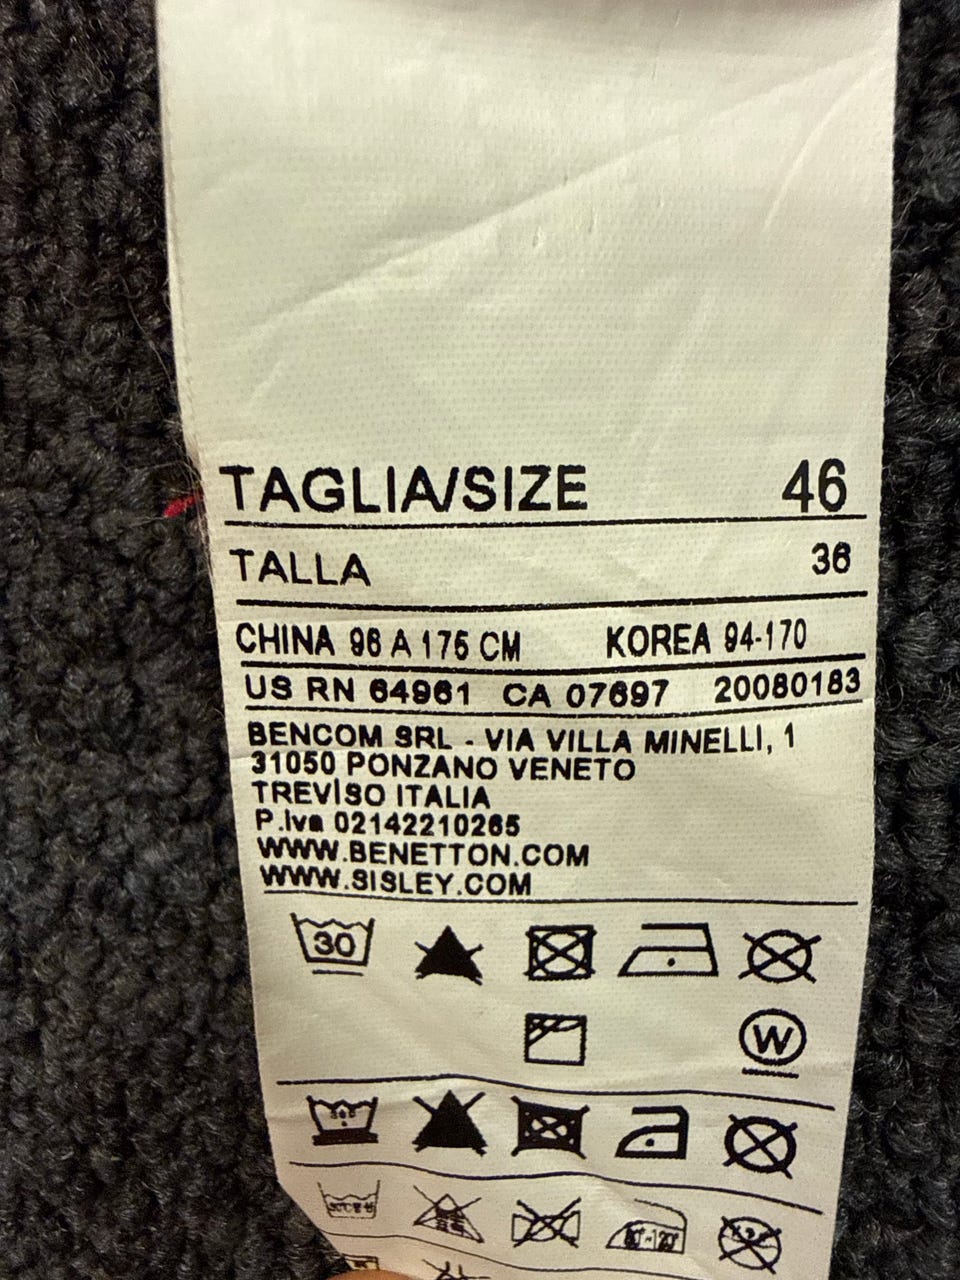 TAGLIA/SIZE 46
TALLA 36
CHINA 96 A 175 CM KOREA 94-170
US RN 64961 CA 07697 20080183
BENCOM SRL - VIA VILLA MINELLI, 1
31050 PONZANO VENETO
TREVISO ITALIA
P.iva 02142210265
WWW.BENETTON.COM
WWW.SISLEY.COM
30
W